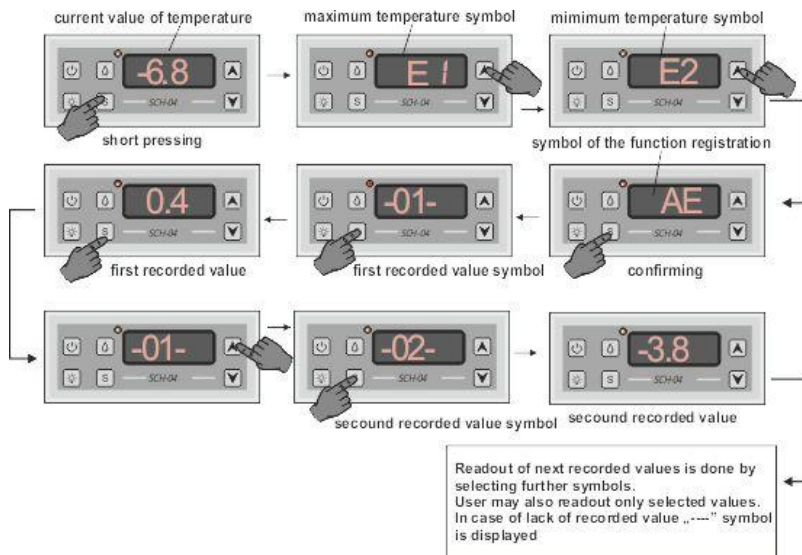 current value of temperature
maximum temperature symbol
mimimum temperature symbol
-6.8
S
SCH-04
short pressing
E1
S
SCH-04
E2
S
SCH-04
symbol of the function registration
0.4
S
SCH-04
first recorded value
-01-
SCH-04
first recorded value symbol
AE
S
SCH-04
confirming
-01-
S
SCH-04
-02-
SCH-04
secound recorded value symbol
-3.8
S
SCH-04
secound recorded value
Readout of next recorded values is done by
selecting further symbols.
User may also readout only selected values.
In case of lack of recorded value „----” symbol
is displayed